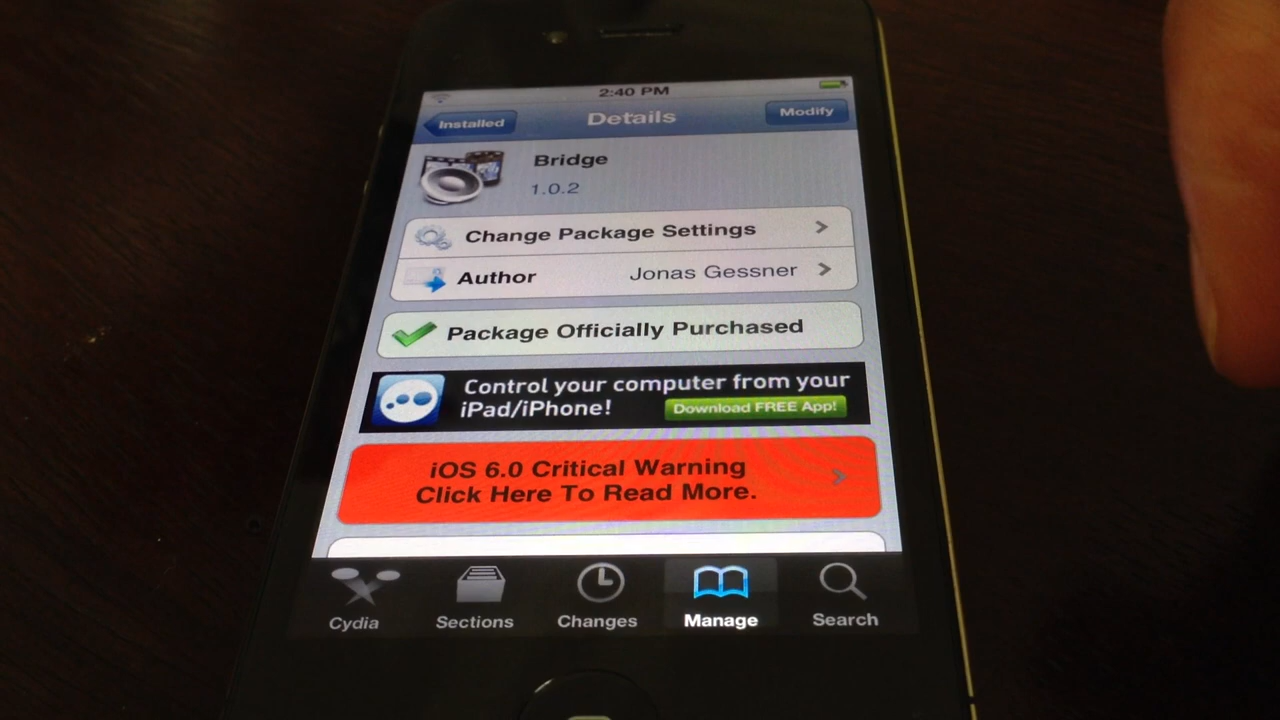 2:40 PM
Installed
Details
Modify
Bridge
1.0.2
Change Package Settings
Author
Jonas Gessner
Package Officially Purchased
Control your computer from your
iPad/iPhone!
Download FREE App!
iOS 6.0 Critical Warning
Click Here To Read More.
Cydia
Sections
Changes
Manage
Search